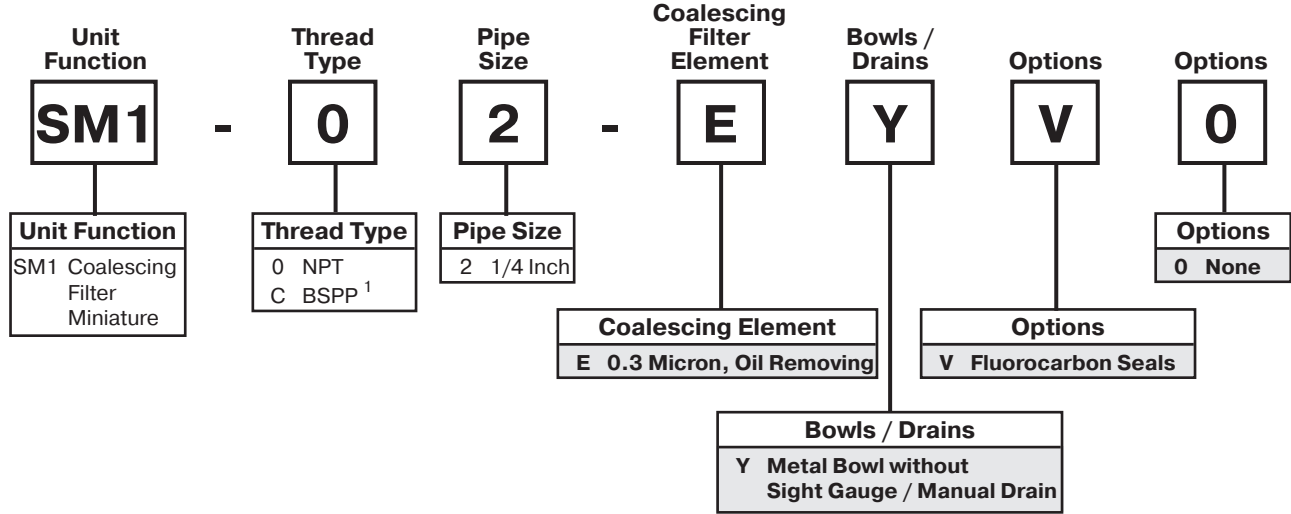 Unit
Function
Thread
Type
Pipe
Size
Coalescing
Filter
Element
Bowls /
Drains
Options
Options
SM1 - 0 2 - E Y V 0
Unit Function
SM1 Coalescing
Filter
Miniature
Thread Type
0 NPT
C BSPP 1
Pipe Size
2 1/4 Inch
Options
0 None
Coalescing Element
E 0.3 Micron, Oil Removing
Options
V Fluorocarbon Seals
Bowls / Drains
Y Metal Bowl without
Sight Gauge / Manual Drain